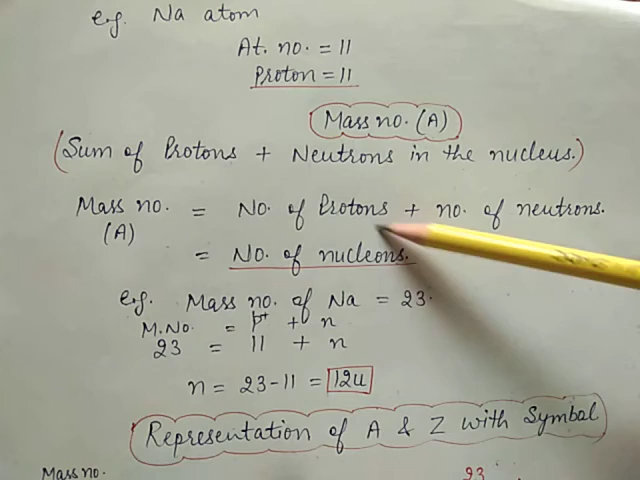 e.g. Na atom
At. no. = 11
Proton = 11
Mass no. (A)
(Sum of Protons + Neutrons in the nucleus.)
Mass no. = No. of Protons + no. of neutrons.
(A)
= No. of nucleons.
e.g. Mass no. of Na = 23.
M.No. = p+ + n
23 = 11 + n
n = 23-11 = 12u
Representation of A & Z with Symbol
Mass no. 23